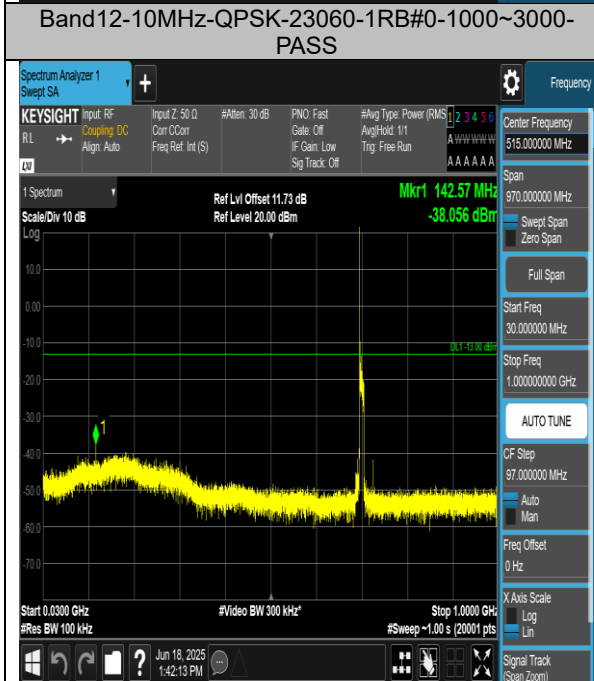 Band12-10MHz-QPSK-23060-1RB#0-1000~3000-
PASS
Spectrum Analyzer 1
Swept SA
+
Frequency
KEYSIGHT
RL
LXI
Input: RF
Coupling: DC
Align: Auto
Input Z: 50 Ω
Corr CCorr
Freq Ref: Int (S)
#Atten: 30 dB
PNO: Fast
Gate: Off
IF Gain: Low
Sig Track: Off
#Avg Type: Power (RMS
Avg|Hold: 1/1
Trig: Free Run
1 2 3 4 5 6
A W W W W W
A A A A A A
1 Spectrum
Scale/Div 10 dB
Log
Ref Lvl Offset 11.73 dB
Ref Level 20.00 dBm
Mkr1 142.57 MHz
-38.056 dBm
10.0
0.00
-10.0
DL1 -13.00 dBm
-20.0
-30.0
1
-40.0
-50.0
-60.0
-70.0
Start 0.0300 GHz
#Res BW 100 kHz
#Video BW 300 kHz*
Stop 1.0000 GHz
#Sweep ~1.00 s (20001 pts
Jun 18, 2025
1:42:13 PM
?
Center Frequency
515.000000 MHz
Span
970.000000 MHz
Swept Span
Zero Span
Full Span
Start Freq
30.000000 MHz
Stop Freq
1.000000000 GHz
AUTO TUNE
CF Step
97.000000 MHz
Auto
Man
Freq Offset
0 Hz
X Axis Scale
Log
Lin
Signal Track
(Span Zoom)